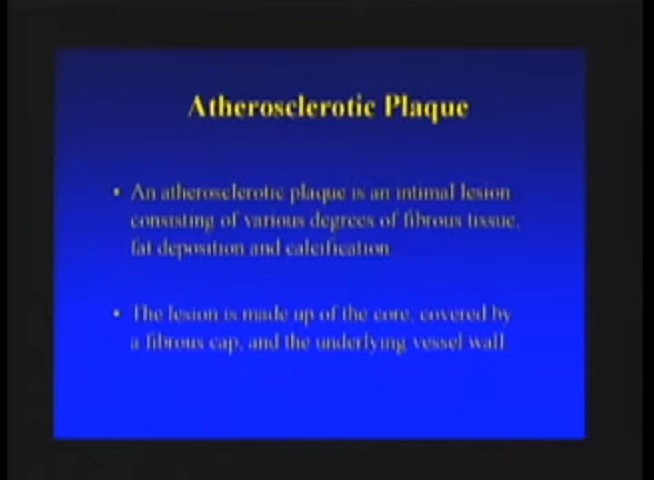 Atherosclerotic Plaque
• An atherosclerotic plaque is an intimal lesion
consisting of various degrees of fibrous tissue,
fat deposition and calcification.
• The lesion is made up of the core, covered by
a fibrous cap, and the underlying vessel wall.